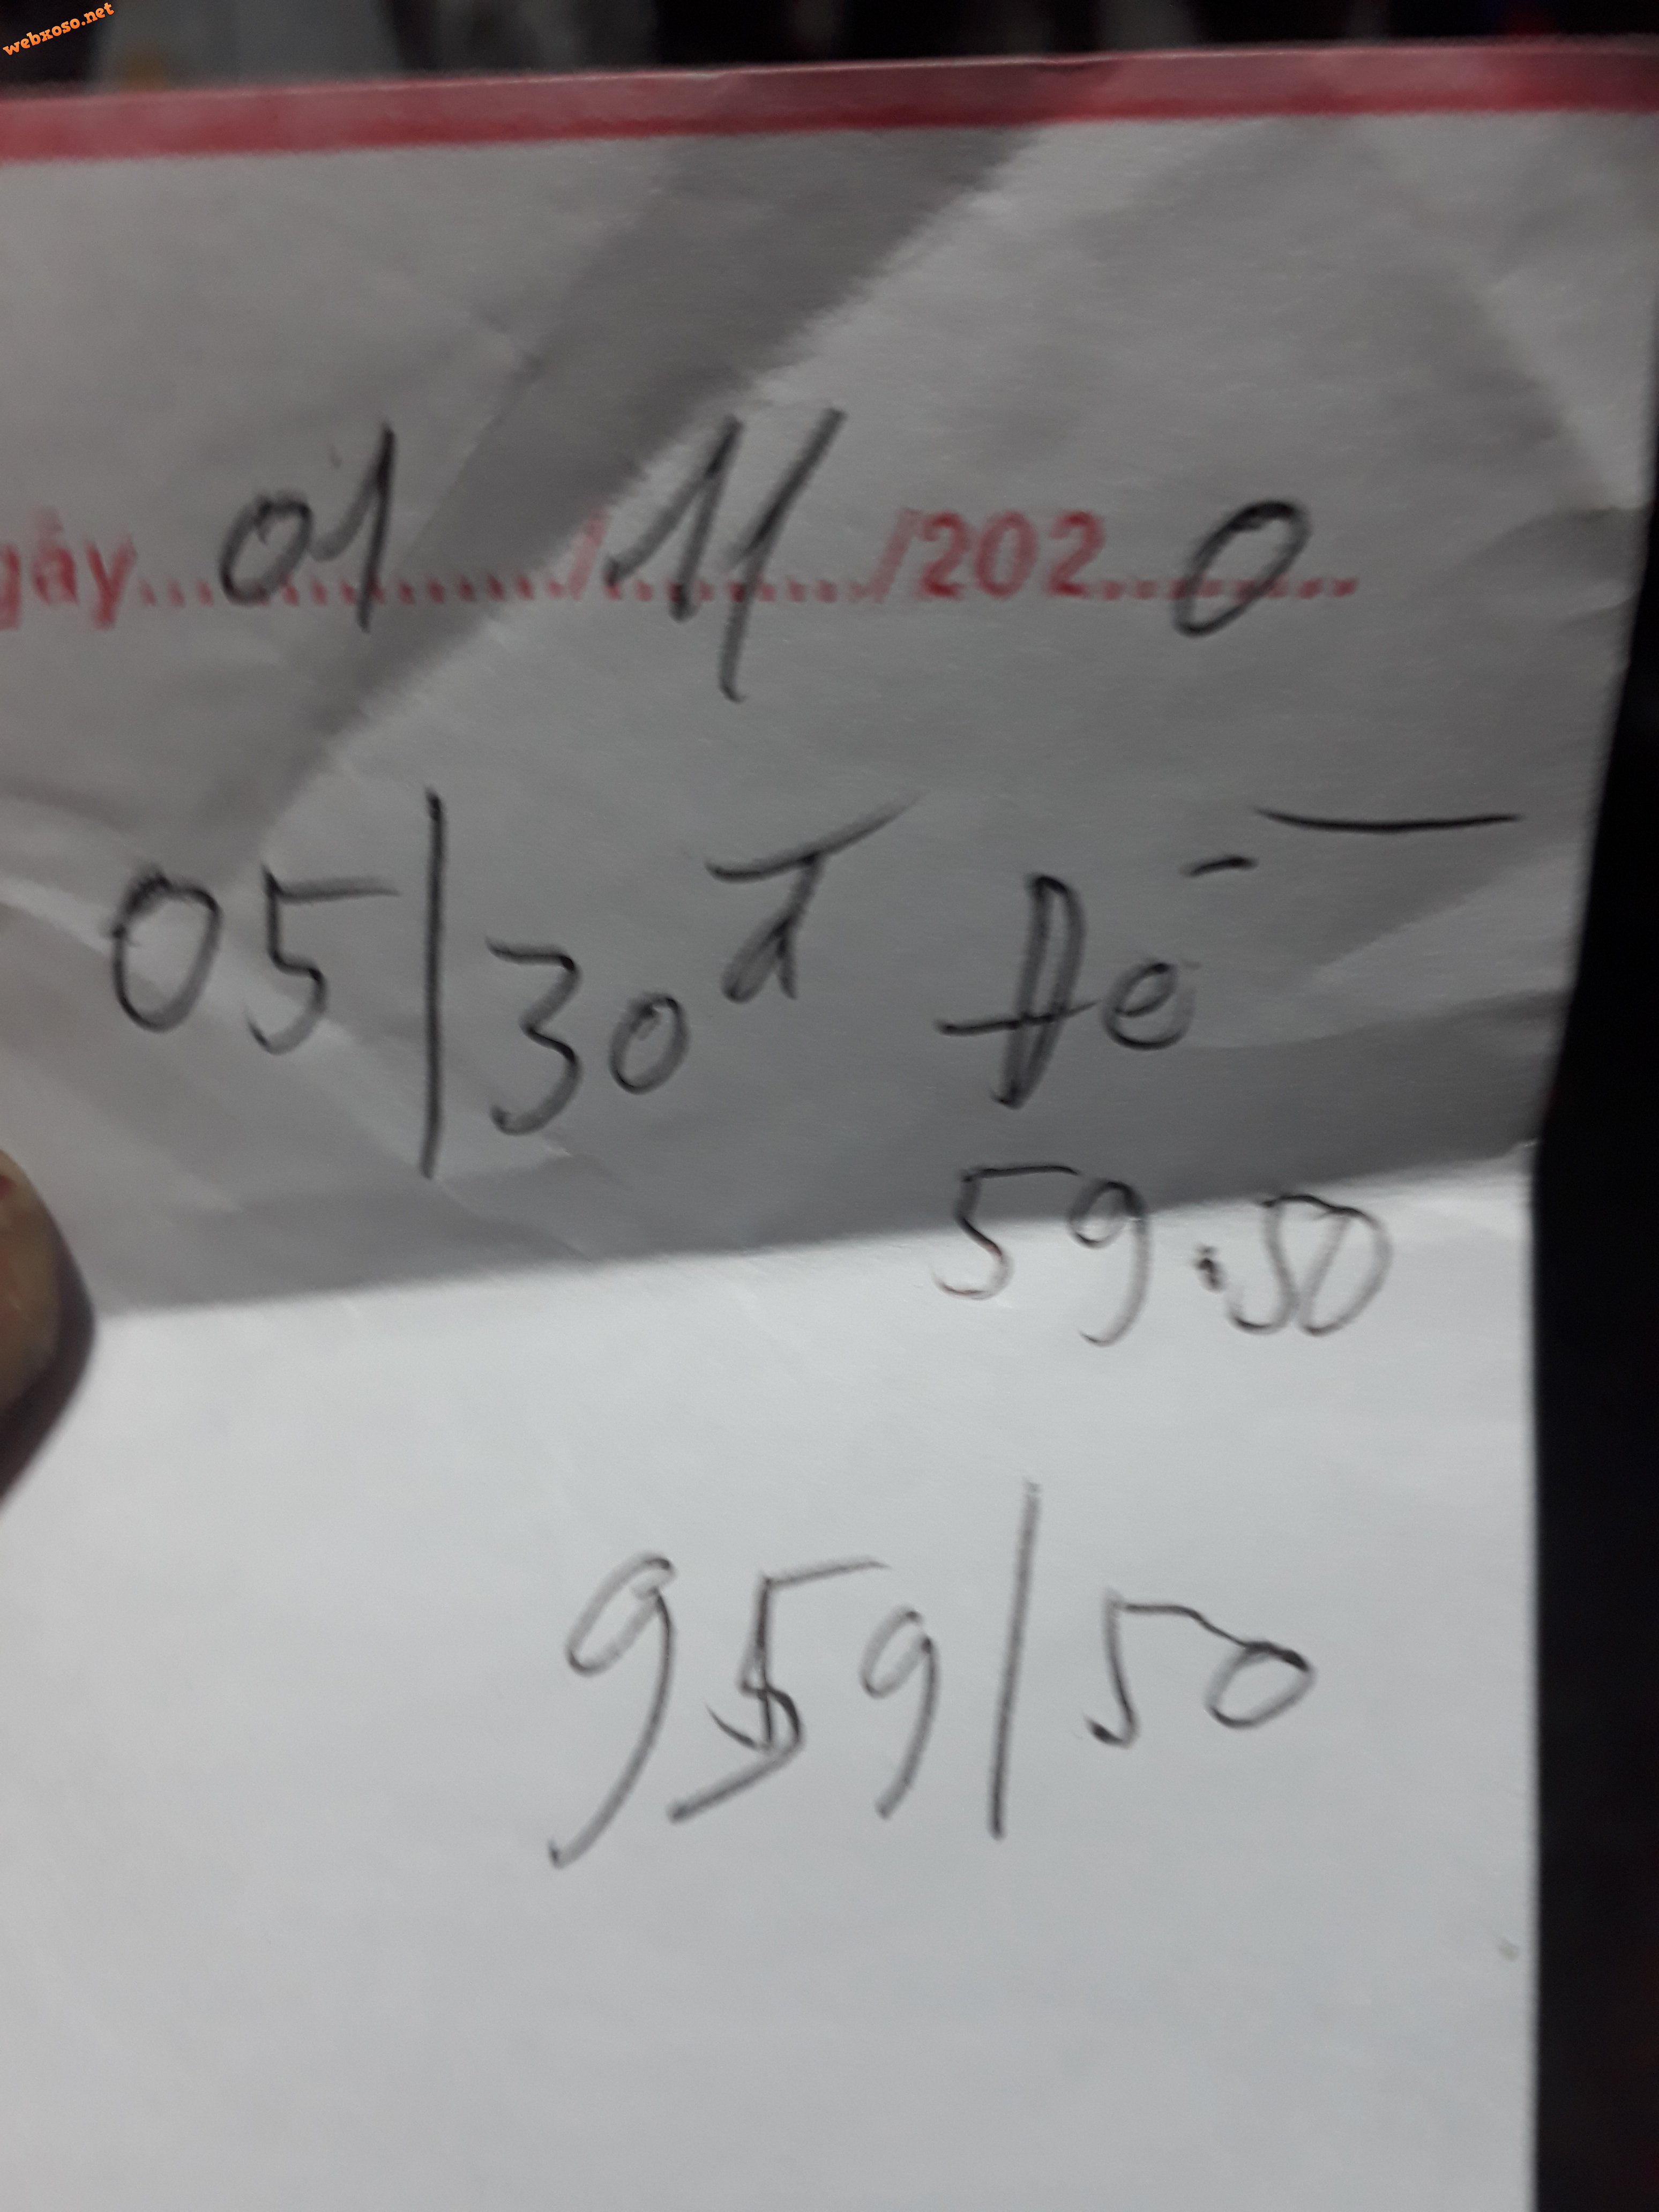 webxoso.net
gày 01 / 11 / 2020
05/30đ Đề
59.50
959/50